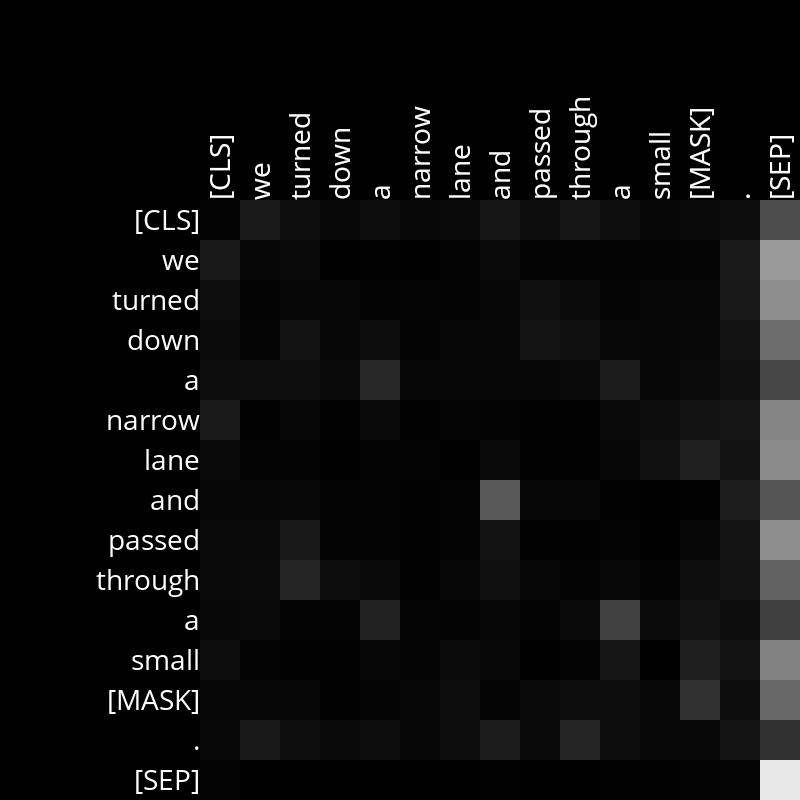 [CLS] we turned down a narrow lane and passed through a small [MASK] . [SEP]
[CLS]
we
turned
down
a
narrow
lane
and
passed
through
a
small
[MASK]
.
[SEP]